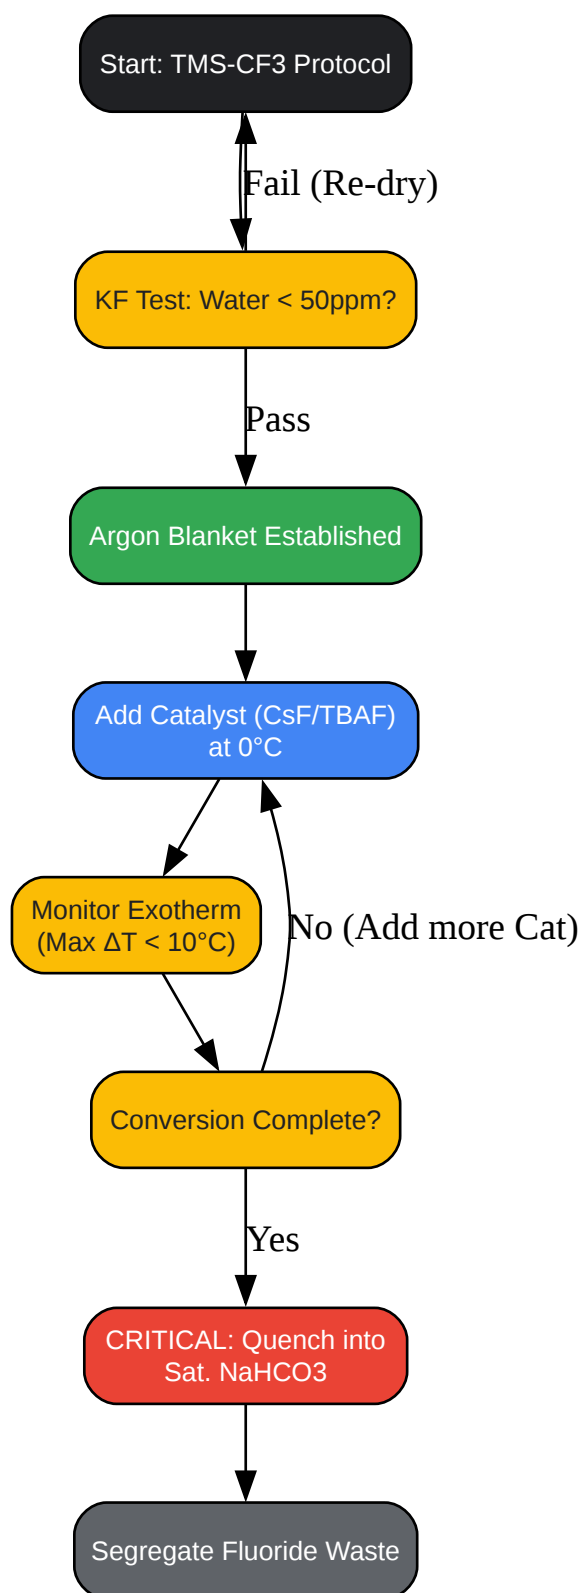 Start: TMS-CF3 Protocol
Fail (Re-dry)
KF Test: Water < 50ppm?
Pass
Argon Blanket Established
Add Catalyst (CsF/TBAF)
at 0°C
Monitor Exotherm
(Max ΔT < 10°C)
No (Add more Cat)
Conversion Complete?
Yes
CRITICAL: Quench into
Sat. NaHCO3
Segregate Fluoride Waste